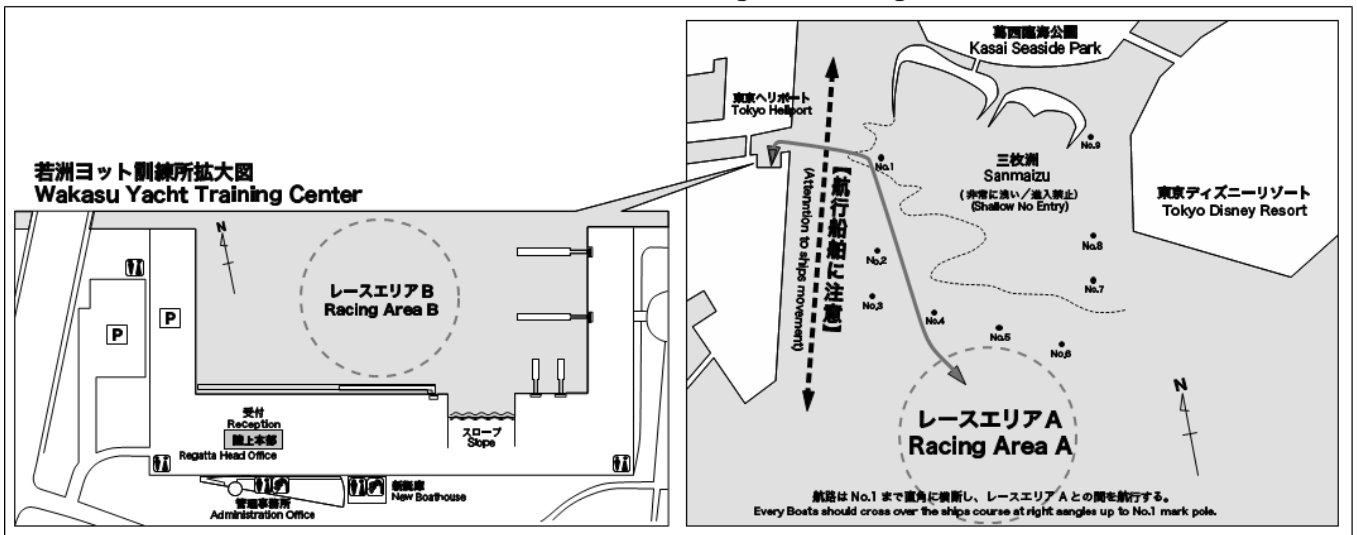 若洲ヨット訓練所拡大図
Wakasu Yacht Training Center
N
レースエリアB
Racing Area B
P
P
受付
Reception
陸上本部
Regatta Head Office
スロープ
Slope
管理事務所
Administration Office
新艇庫
New Boathouse
葛西臨海公園
Kasai Seaside Park
東京ヘリポート
Tokyo Heliport
三枚洲
Sanmaizu
(非常に浅い/進入禁止)
(Shallow No Entry)
東京ディズニーリゾート
Tokyo Disney Resort
【航行船舶に注意】
(Attenntion to ships movement)
No.1
No.2
No.3
No.4
No.5
No.6
No.7
No.8
No.9
N
レースエリアA
Racing Area A
航路は No.1 まで直角に横断し、レースエリア A との間を航行する。
Every Boats should cross over the ships course at right aangles up to No.1 mark pole.